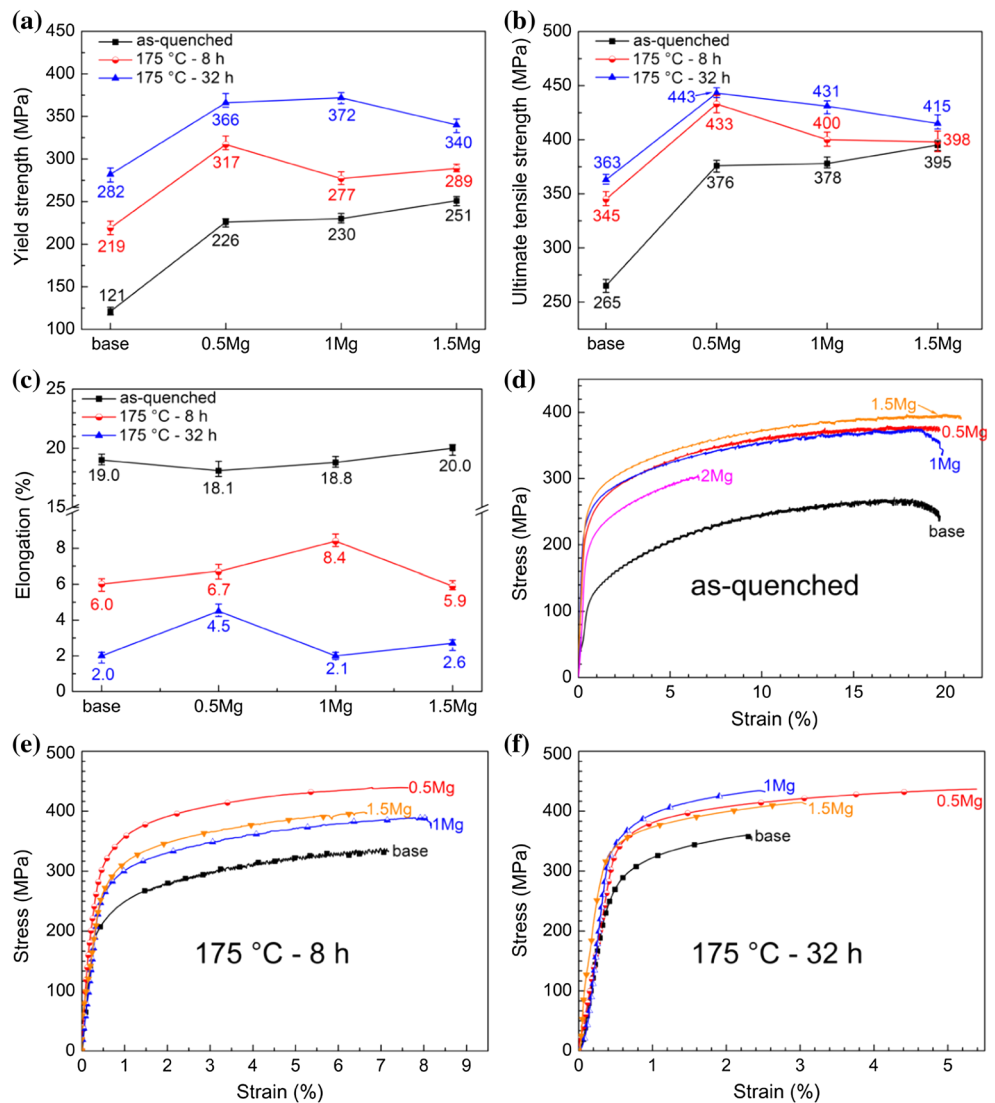 (a)
450
400
350
300
250
200
150
100
Yield strength (MPa)
as-quenched
175 °C - 8 h
175 °C - 32 h
366
372
340
282
317
277
289
219
226
230
251
121
base
0.5Mg
1Mg
1.5Mg
(b)
500
450
400
350
300
250
Ultimate tensile strength (MPa)
as-quenched
175 °C - 8 h
175 °C - 32 h
443
431
415
433
400
398
363
345
376
378
395
265
base
0.5Mg
1Mg
1.5Mg
(c)
25
20
15
8
6
4
2
0
Elongation (%)
as-quenched
175 °C - 8 h
175 °C - 32 h
19.0
18.1
18.8
20.0
6.0
6.7
8.4
5.9
2.0
4.5
2.1
2.6
base
0.5Mg
1Mg
1.5Mg
(d)
400
300
200
100
0
Stress (MPa)
1.5Mg
0.5Mg
1Mg
2Mg
base
as-quenched
0
5
10
15
20
Strain (%)
(e)
500
400
300
200
100
0
Stress (MPa)
0.5Mg
1.5Mg
1Mg
base
175 °C - 8 h
0
1
2
3
4
5
6
7
8
9
Strain (%)
(f)
500
400
300
200
100
0
Stress (MPa)
1Mg
0.5Mg
1.5Mg
base
175 °C - 32 h
0
1
2
3
4
5
Strain (%)